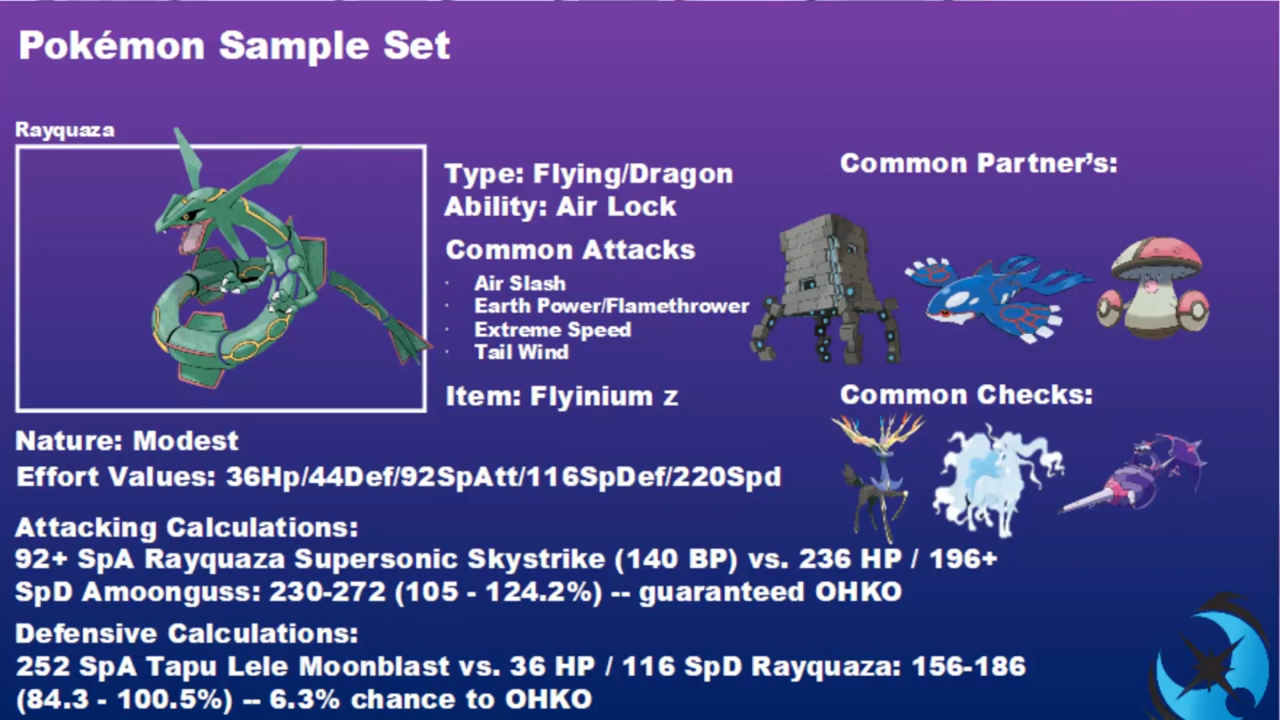 Pokémon Sample Set
Rayquaza
Type: Flying/Dragon
Ability: Air Lock
Common Attacks
· Air Slash
· Earth Power/Flamethrower
· Extreme Speed
· Tail Wind
Item: Flyinium z
Common Partner's:
Common Checks:
Nature: Modest
Effort Values: 36Hp/44Def/92SpAtt/116SpDef/220Spd
Attacking Calculations:
92+ SpA Rayquaza Supersonic Skystrike (140 BP) vs. 236 HP / 196+
SpD Amoonguss: 230-272 (105 - 124.2%) -- guaranteed OHKO
Defensive Calculations:
252 SpA Tapu Lele Moonblast vs. 36 HP / 116 SpD Rayquaza: 156-186
(84.3 - 100.5%) -- 6.3% chance to OHKO